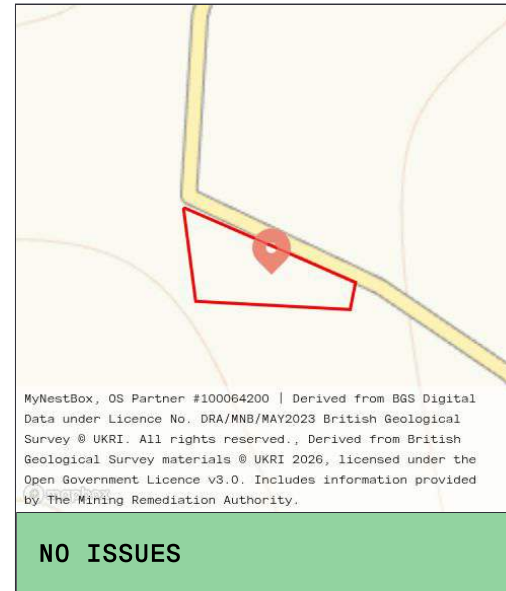 MyNestBox, OS Partner #100064200 | Derived from BGS Digital
Data under Licence No. DRA/MNB/MAY2023 British Geological
Survey © UKRI. All rights reserved., Derived from British
Geological Survey materials © UKRI 2026, licensed under the
Open Government Licence v3.0. Includes information provided
by The Mining Remediation Authority.
mapbox
NO ISSUES